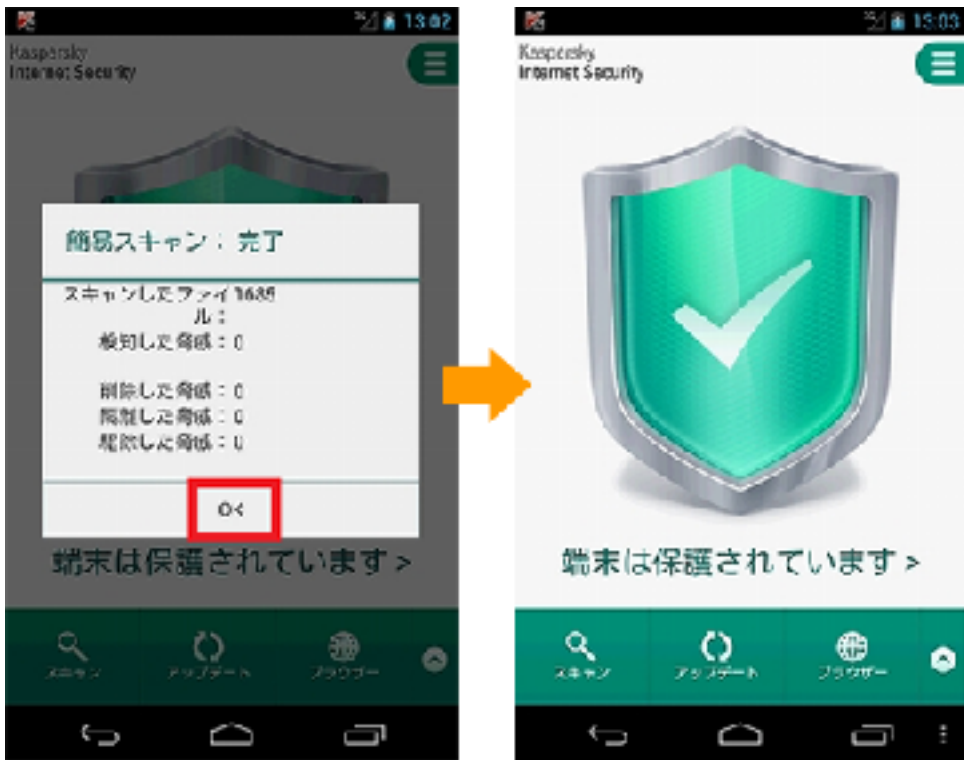 13:02
Kaspersky
Internet Security
簡易スキャン：完了
スキャンしたファイ 1685
ル：
検知した脅威：0
削除した脅威：0
隔離した脅威：0
駆除した脅威：0
OK
端末は保護されています >
スキャン
アップデート
ブラウザー
13:03
Kaspersky
Internet Security
端末は保護されています >
スキャン
アップデート
ブラウザー